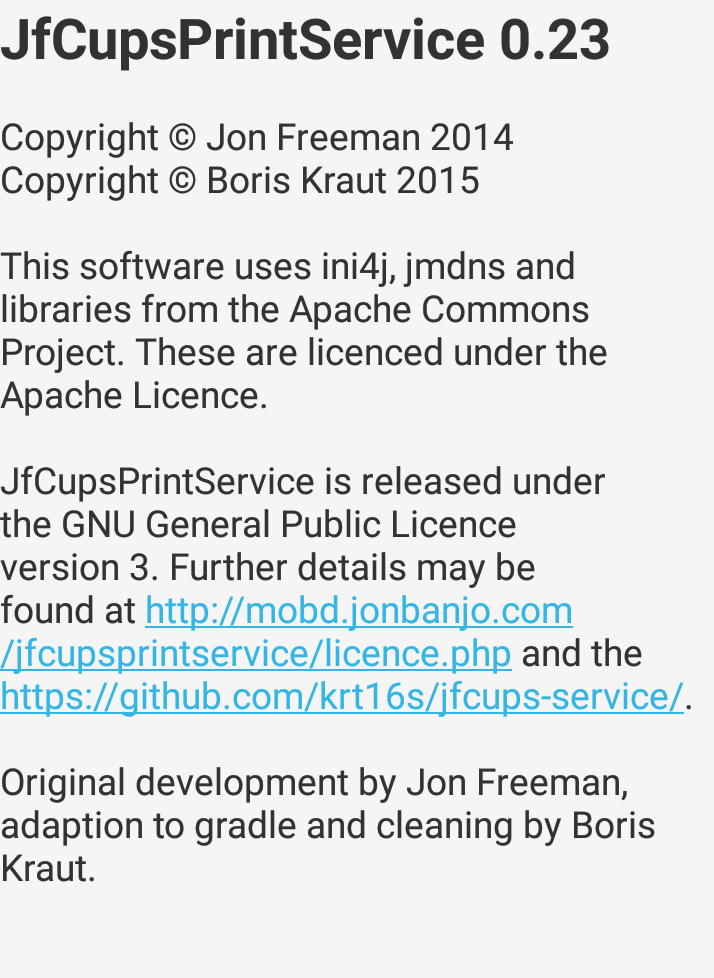 JfCupsPrintService 0.23
Copyright © Jon Freeman 2014
Copyright © Boris Kraut 2015
This software uses ini4j, jmdns and
libraries from the Apache Commons
Project. These are licenced under the
Apache Licence.
JfCupsPrintService is released under
the GNU General Public Licence
version 3. Further details may be
found at http://mobd.jonbanjo.com
/jfcupsprintservice/licence.php and the
https://github.com/krt16s/jfcups-service/.
Original development by Jon Freeman,
adaption to gradle and cleaning by Boris
Kraut.